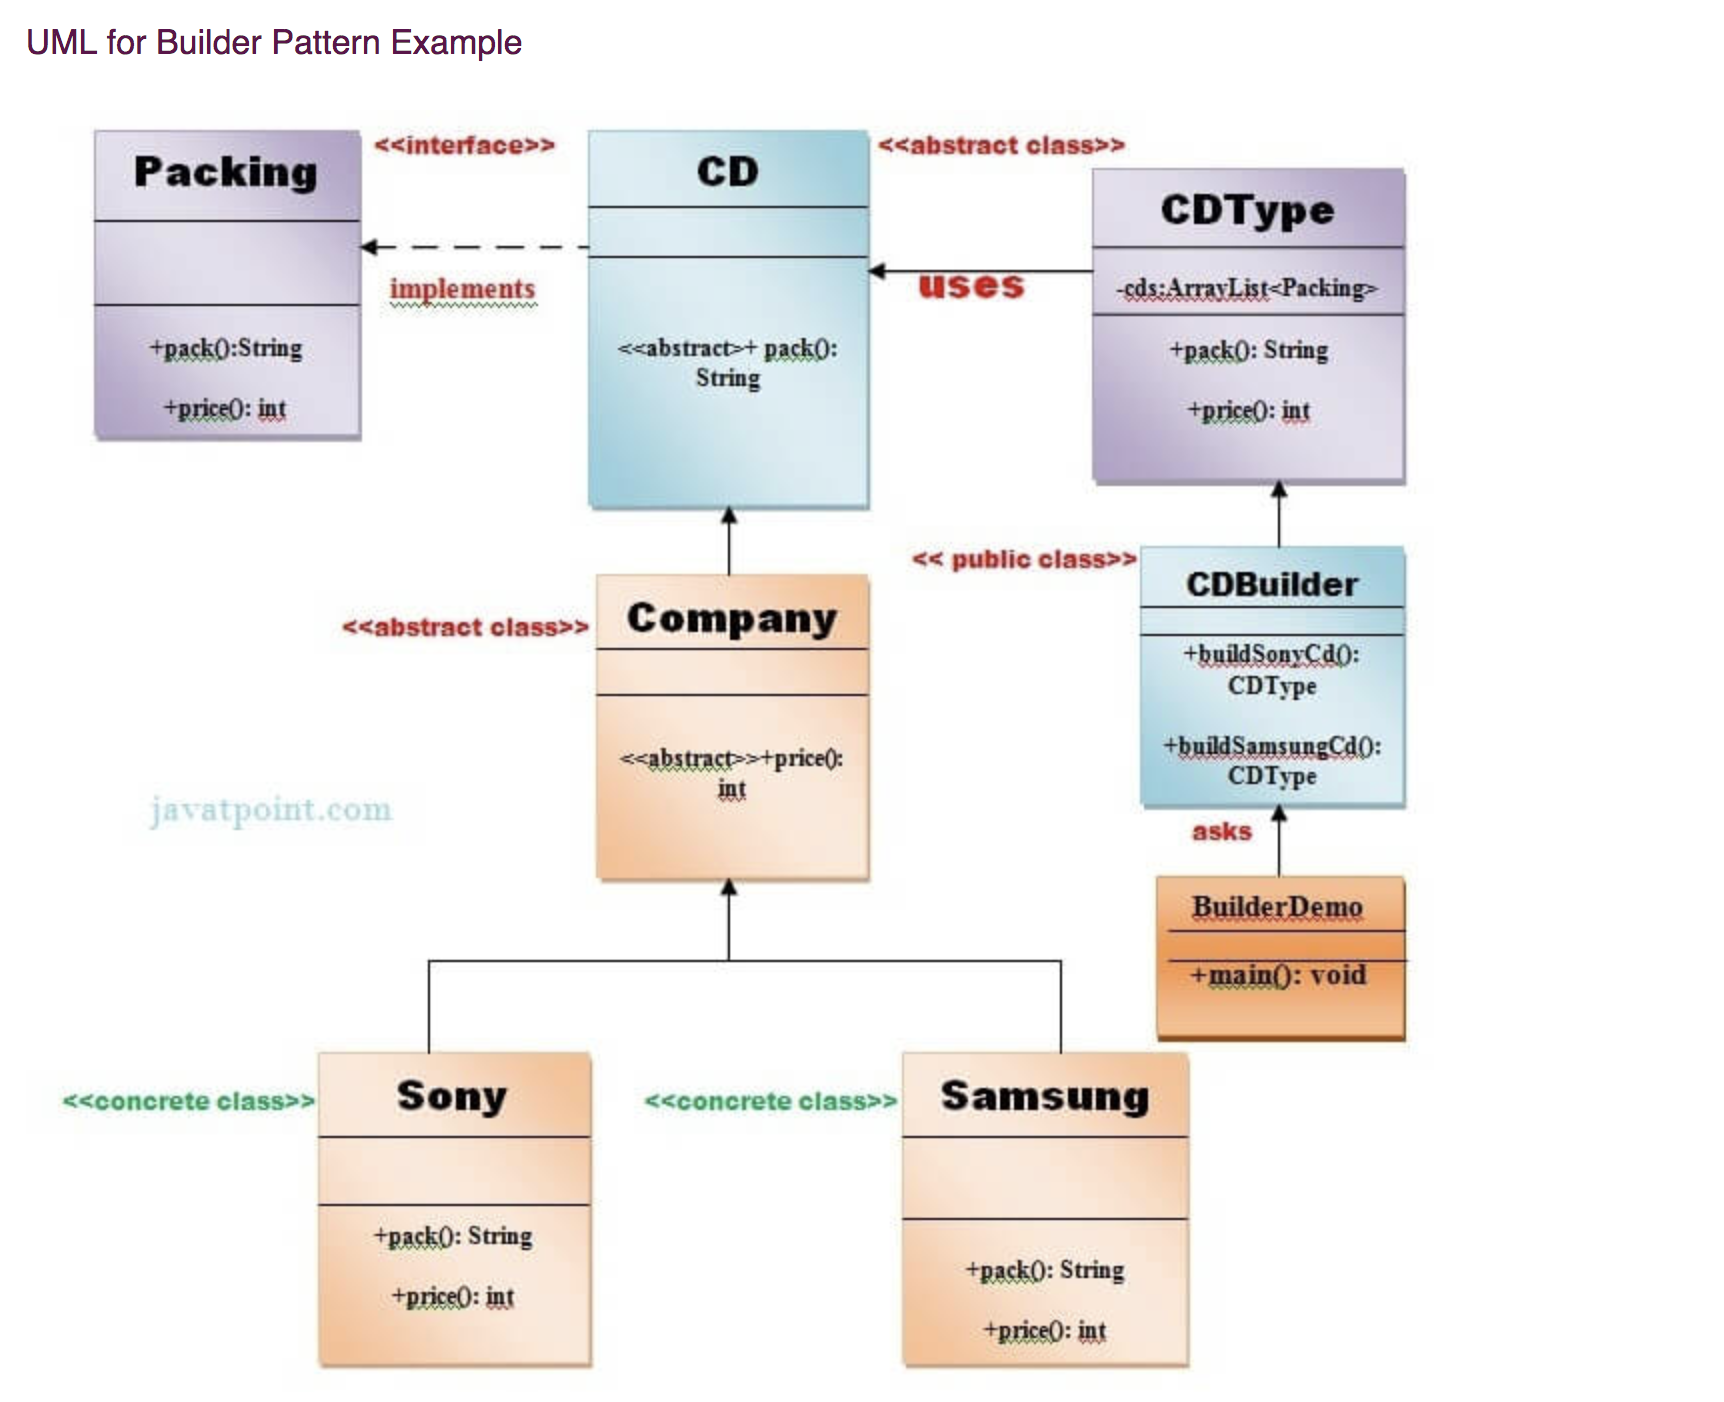 UML for Builder Pattern Example
<<interface>>
<<abstract class>>
Packing
CD
CDType
implements
uses
-cds:ArrayList<Packing>
+pack():String
+price(): int
<<abstract>+ pack():
String
+pack(): String
+price(): int
<< public class>>
CDBuilder
<<abstract class>>
Company
+buildSonyCd():
CDType
+buildSamsungCd():
CDType
<<abstract>>+price():
int
javatpoint.com
asks
BuilderDemo
+main(): void
<<concrete class>>
Sony
<<concrete class>>
Samsung
+pack(): String
+price(): int
+pack(): String
+price(): int